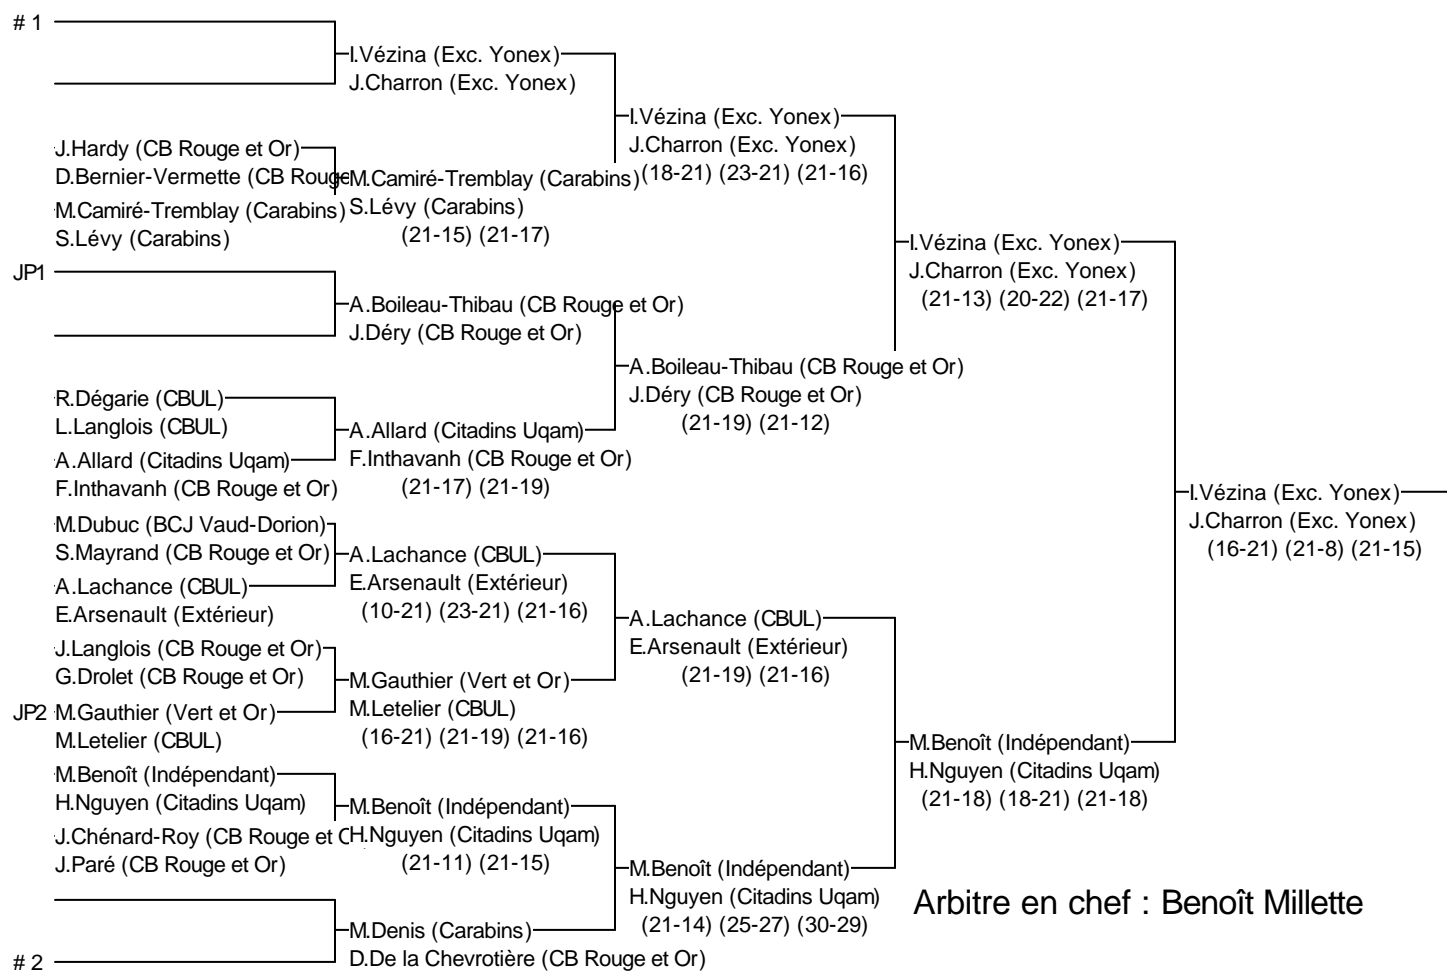 # 1
I.Vézina (Exc. Yonex)
J.Charron (Exc. Yonex)
I.Vézina (Exc. Yonex)
J.Charron (Exc. Yonex)
(18-21) (23-21) (21-16)
J.Hardy (CB Rouge et Or)
D.Bernier-Vermette (CB Rouge
M.Camiré-Tremblay (Carabins)
S.Lévy (Carabins)
M.Camiré-Tremblay (Carabins)
S.Lévy (Carabins)
(21-15) (21-17)
I.Vézina (Exc. Yonex)
J.Charron (Exc. Yonex)
(21-13) (20-22) (21-17)
JP1
A.Boileau-Thibau (CB Rouge et Or)
J.Déry (CB Rouge et Or)
A.Boileau-Thibau (CB Rouge et Or)
J.Déry (CB Rouge et Or)
(21-19) (21-12)
R.Dégarie (CBUL)
L.Langlois (CBUL)
A.Allard (Citadins Uqam)
F.Inthavanh (CB Rouge et Or)
A.Allard (Citadins Uqam)
F.Inthavanh (CB Rouge et Or)
(21-17) (21-19)
I.Vézina (Exc. Yonex)
J.Charron (Exc. Yonex)
(16-21) (21-8) (21-15)
M.Dubuc (BCJ Vaud-Dorion)
S.Mayrand (CB Rouge et Or)
A.Lachance (CBUL)
E.Arsenault (Extérieur)
A.Lachance (CBUL)
E.Arsenault (Extérieur)
(10-21) (23-21) (21-16)
A.Lachance (CBUL)
E.Arsenault (Extérieur)
(21-19) (21-16)
J.Langlois (CB Rouge et Or)
G.Drolet (CB Rouge et Or)
JP2 M.Gauthier (Vert et Or)
M.Letelier (CBUL)
M.Gauthier (Vert et Or)
M.Letelier (CBUL)
(16-21) (21-19) (21-16)
M.Benoît (Indépendant)
H.Nguyen (Citadins Uqam)
(21-18) (18-21) (21-18)
M.Benoît (Indépendant)
H.Nguyen (Citadins Uqam)
J.Chénard-Roy (CB Rouge et
J.Paré (CB Rouge et Or)
M.Benoît (Indépendant)
H.Nguyen (Citadins Uqam)
(21-11) (21-15)
M.Benoît (Indépendant)
H.Nguyen (Citadins Uqam)
(21-14) (25-27) (30-29)
Arbitre en chef : Benoît Millette
M.Denis (Carabins)
D.De la Chevrotière (CB Rouge et Or)
# 2